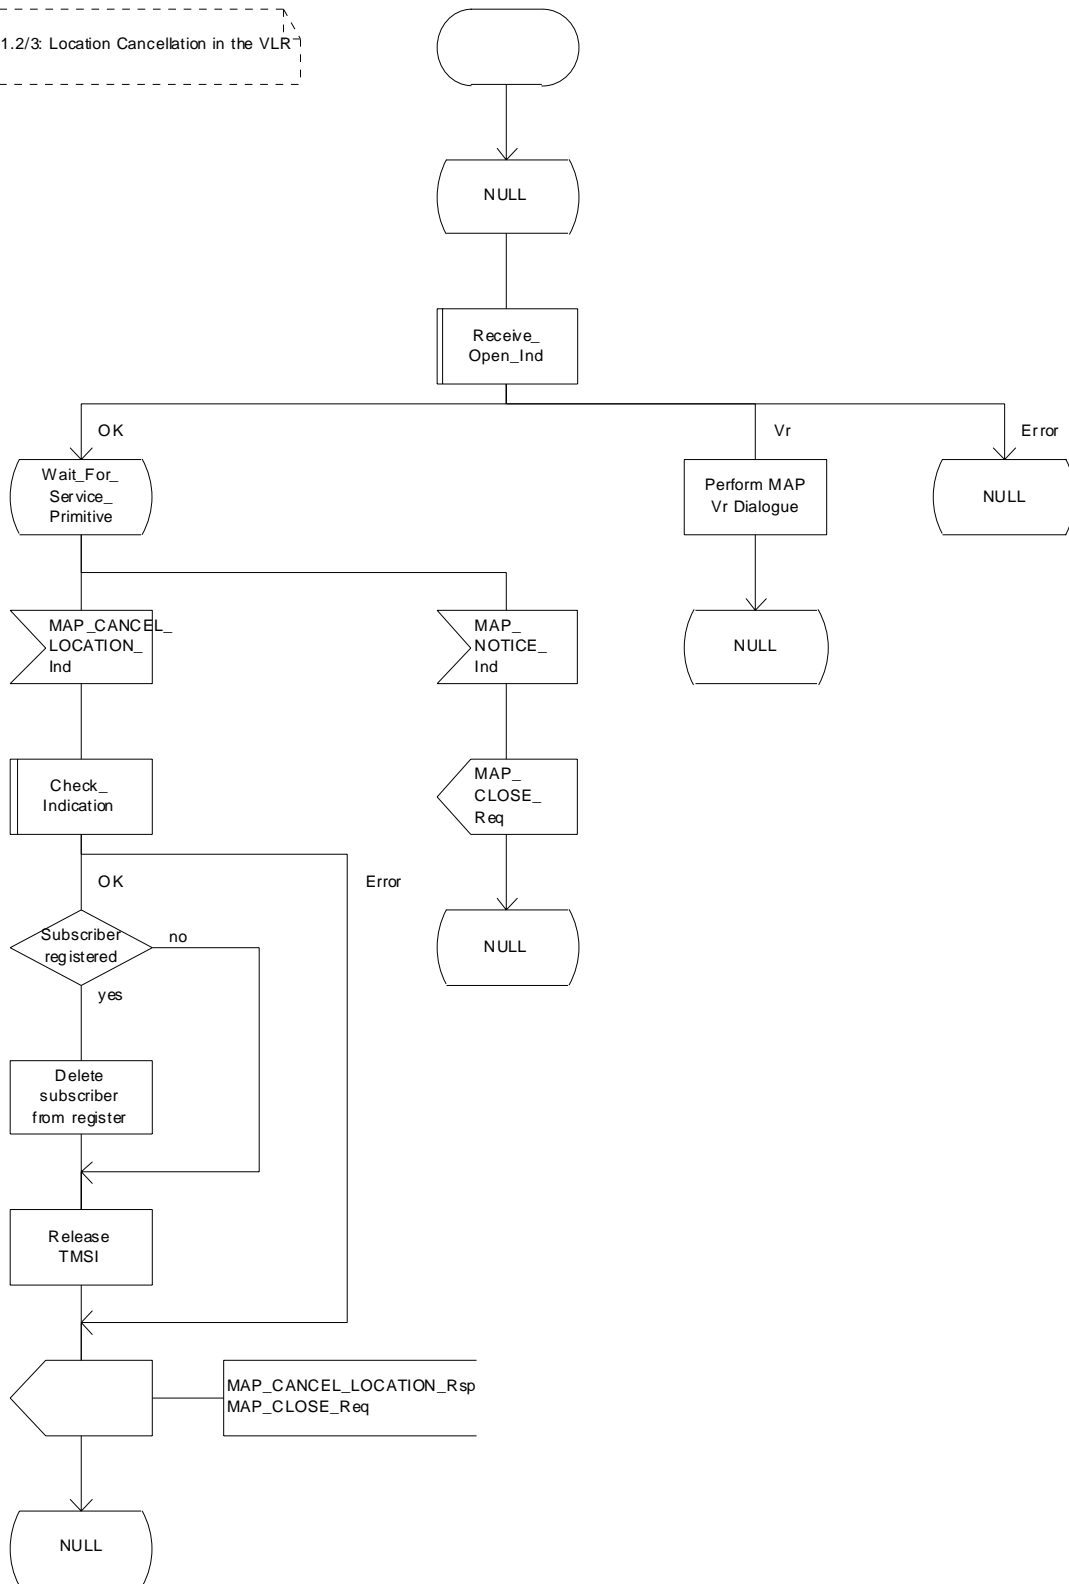 1.2/3: Location Cancellation in the VLR
NULL
Receive_
Open_Ind
OK
Vr
Error
Wait_For_
Service_
Primitive
Perform MAP
Vr Dialogue
NULL
MAP_CANCEL_
LOCATION_
Ind
MAP_
NOTICE_
Ind
NULL
Check_
Indication
MAP_
CLOSE_
Req
OK
Error
Subscriber
registered
no
yes
NULL
Delete
subscriber
from register
Release
TMSI
MAP_CANCEL_LOCATION_Rsp
MAP_CLOSE_Req
NULL